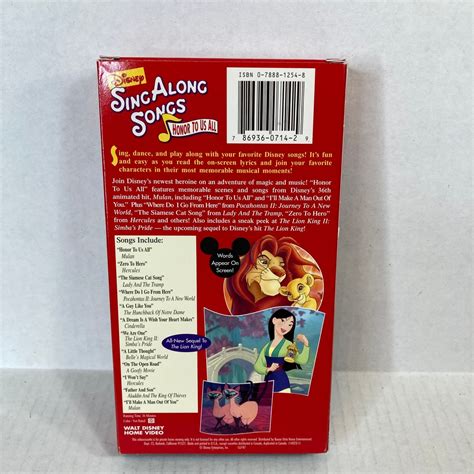 Disney
SING ALONG
SONGS
HONOR TO US ALL
ISBN 0-7888-1254-8
7 86936 0714-2 9
Sing, dance, and play along with your favorite Disney songs! It's fun
and easy as you read the on-screen lyrics and join your favorite
characters in their most memorable musical moments!
Join Disney's newest heroine on an adventure of magic and music! "Honor
To Us All" features memorable scenes and songs from Disney's 36th
animated hit, Mulan, including "Honor To Us All" and "I'll Make A Man Out Of
You." Plus "Where Do I Go From Here" from Pocahontas II: Journey To A New
World, "The Siamese Cat Song" from Lady And The Tramp, "Zero To Hero" from
Hercules and others! Also includes a sneak peek at The Lion King II:
Simba's Pride — the upcoming sequel to Disney's hit The Lion King!
Songs Include:
"Honor To Us All"
Mulan
"Zero To Hero"
Hercules
"The Siamese Cat Song"
Lady And The Tramp
"Where Do I Go From Here"
Pocahontas II: Journey To A New World
"A Guy Like You"
The Hunchback Of Notre Dame
"A Dream Is A Wish Your Heart Makes"
Cinderella
"We Are One"
The Lion King II
Simba's Pride
"A Little Thought"
Belle's Magical World
"On The Open Road"
A Goofy Movie
"I Won't Say"
Hercules
"Father And Son"
Aladdin And The King Of Thieves
"I'll Make A Man Out Of You"
Mulan
Words
Appear On
Screen!
All-New Sequel To
The Lion King!
WALT DISNEY
HOME VIDEO